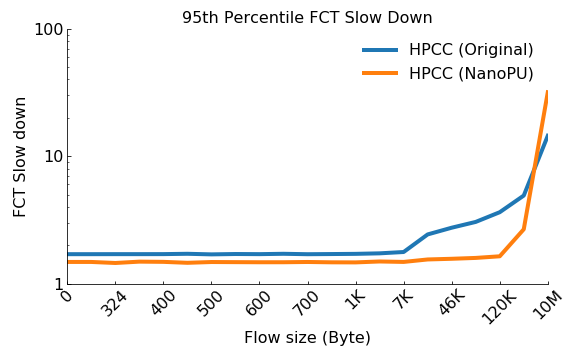 95th Percentile FCT Slow Down
HPCC (Original)
HPCC (NanoPU)
FCT Slow down
100
10
1
0 324 400 500 600 700 1K 7K 46K 120K 10M
Flow size (Byte)